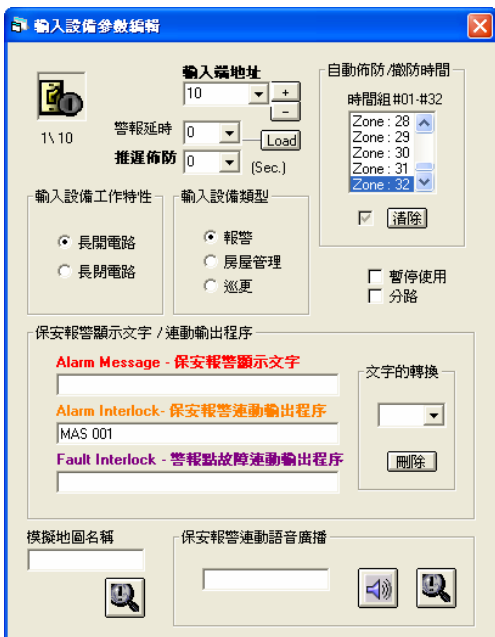 輸入設備參數編輯
輸入端地址
10
+
-
1\ 10
警報延時
0
Load
推遲佈防
0
(Sec.)
自動佈防/撤防時間
時間組#01-#32
Zone : 28
Zone : 29
Zone : 30
Zone : 31
Zone : 32
清除
輸入設備工作特性
長開電路
長閉電路
輸入設備類型
報警
房屋管理
巡更
暫停使用
分路
保安報警顯示文字 / 連動輸出程序
Alarm Message - 保安報警顯示文字
Alarm Interlock- 保安報警連動輸出程序
MAS 001
Fault Interlock - 警報點故障連動輸出程序
文字的轉換
刪除
模擬地圖名稱
保安報警連動語音廣播